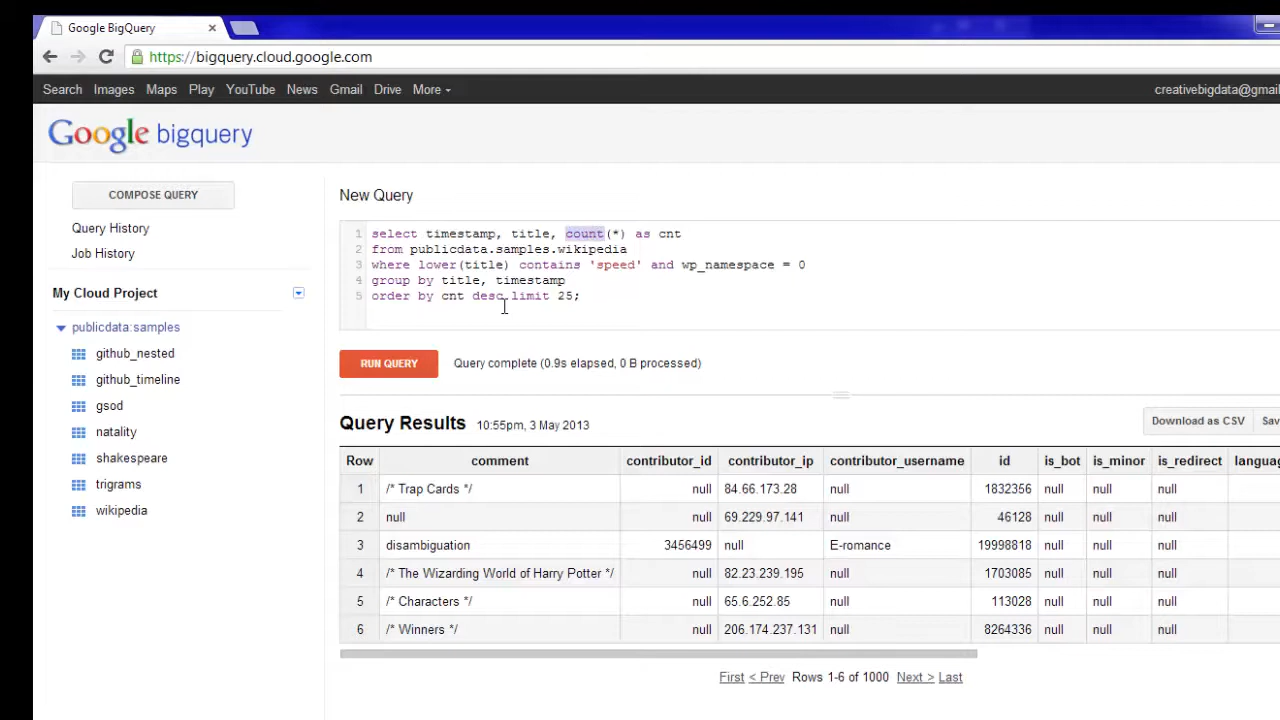 Google BigQuery
https://bigquery.cloud.google.com
Search Images Maps Play YouTube News Gmail Drive More
creativebigdata@gmail
Google bigquery
COMPOSE QUERY
Query History
Job History
My Cloud Project
publicdata:samples
github_nested
github_timeline
gsod
natality
shakespeare
trigrams
wikipedia
New Query
1 select timestamp, title, count(*) as cnt
2 from publicdata.samples.wikipedia
3 where lower(title) contains 'speed' and wp_namespace = 0
4 group by title, timestamp
5 order by cnt desc limit 25;
RUN QUERY Query complete (0.9s elapsed, 0 B processed)
Query Results 10:55pm, 3 May 2013
Download as CSV Sav
Row comment contributor_id contributor_ip contributor_username id is_bot is_minor is_redirect langua
1 /* Trap Cards */ null 84.66.173.28 null 1832356 null null null
2 null null 69.229.97.141 null 46128 null null null
3 disambiguation 3456499 null E-romance 19998818 null null null
4 /* The Wizarding World of Harry Potter */ null 82.23.239.195 null 1703085 null null null
5 /* Characters */ null 65.6.252.85 null 113028 null null null
6 /* Winners */ null 206.174.237.131 null 8264336 null null null
First < Prev Rows 1-6 of 1000 Next > Last